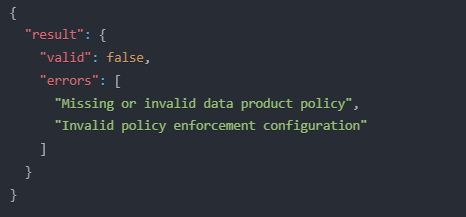 {
  "result": {
    "valid": false,
    "errors": [
      "Missing or invalid data product policy",
      "Invalid policy enforcement configuration"
    ]
  }
}